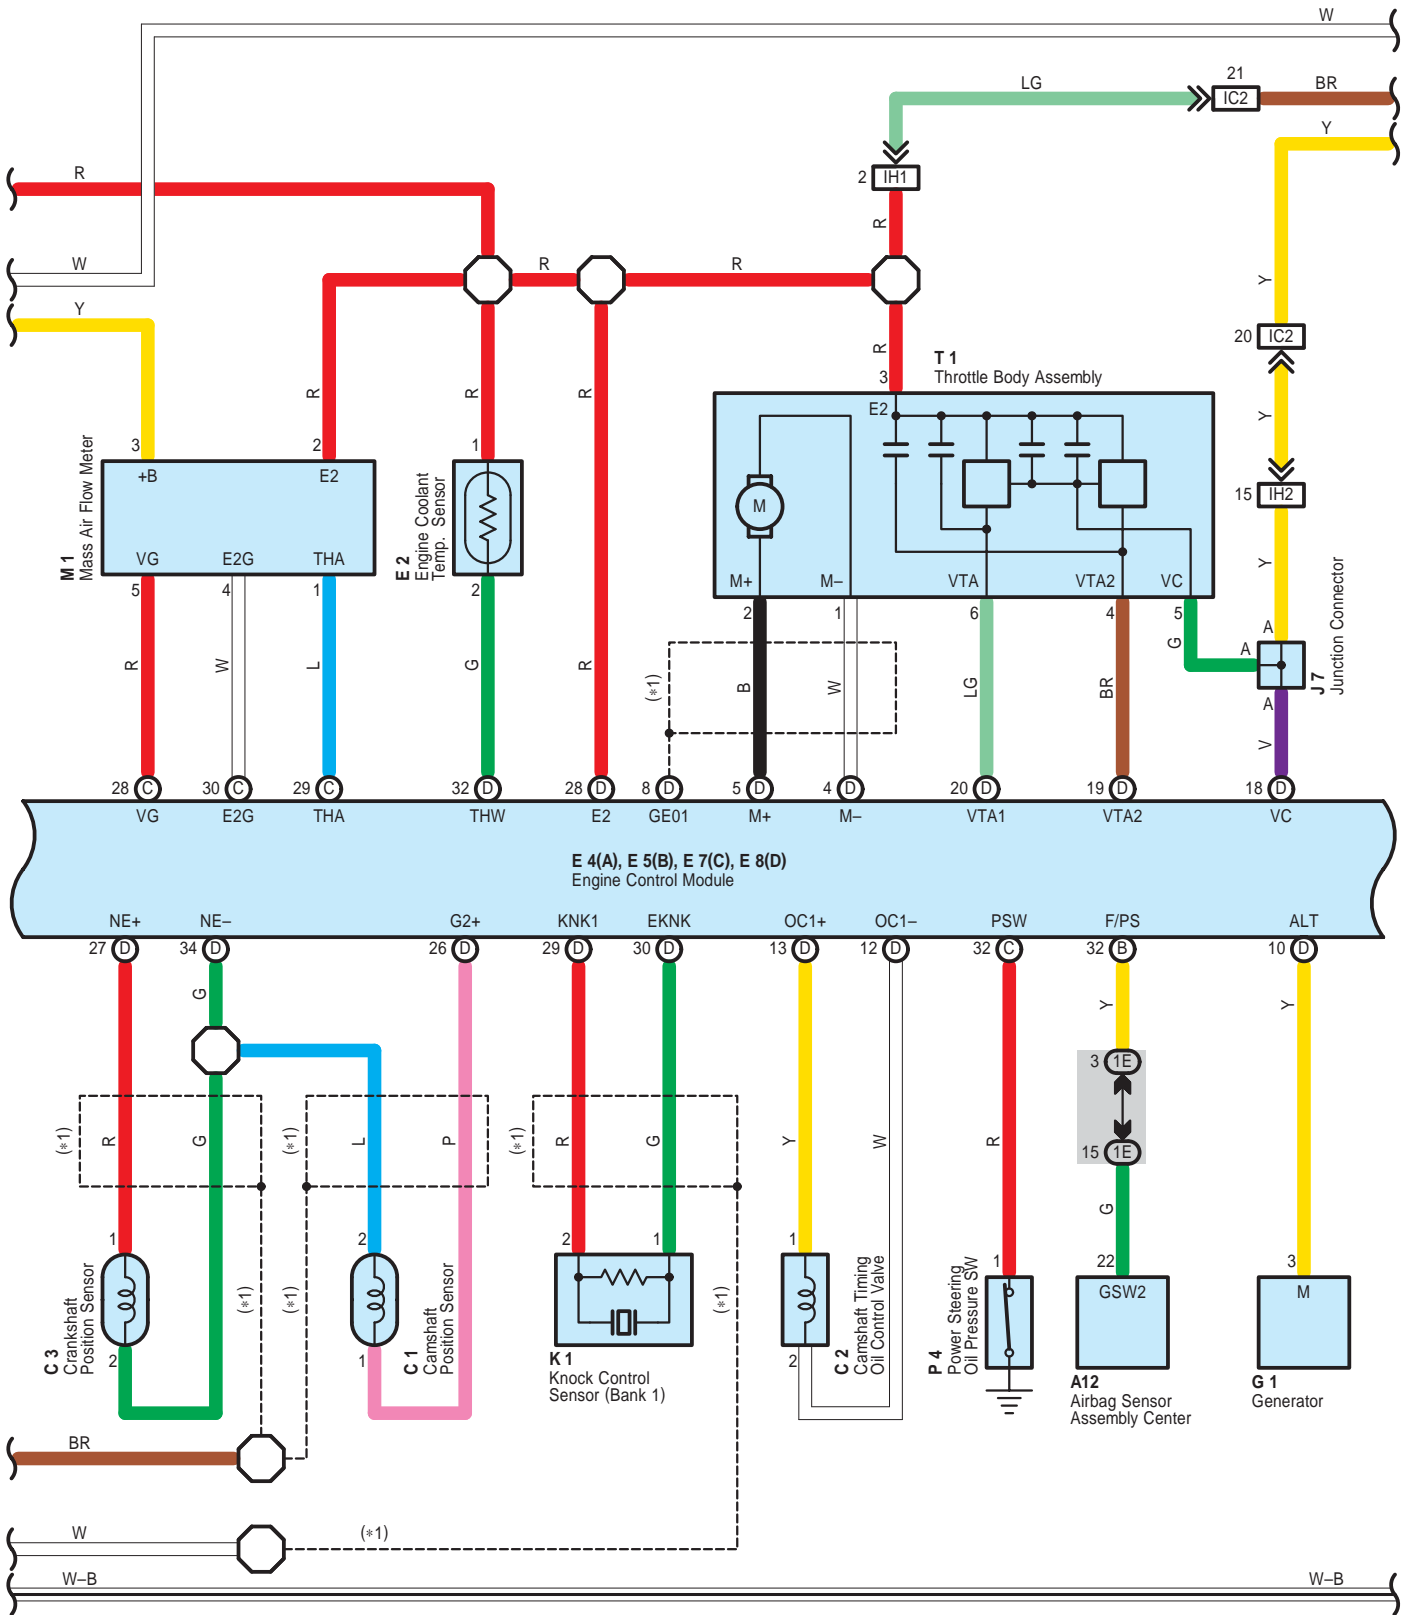 W
21
LG
IC2
BR
Y
R
2 IH1
R
W
R
R
Y
Y
20 IC2
R
T 1
Throttle Body Assembly
3
E2
R
R
R
Y
3
2
1
+B
E2
15 IH2
M 1
Mass Air Flow Meter
E 2
Engine Coolant
Temp. Sensor
M
VG
E2G
THA
M+
M–
VTA
VTA2
VC
Y
5
4
1
2
2
1
6
4
5
A
G
A
J 7
Junction Connector
R
W
L
G
R
(∗1)
B
W
LG
BR
A
V
28 C
30 C
29 C
32 D
28 D
8 D
5 D
4 D
20 D
19 D
18 D
VG
E2G
THA
THW
E2
GE01
M+
M–
VTA1
VTA2
VC
E 4(A), E 5(B), E 7(C), E 8(D)
Engine Control Module
NE+
NE–
G2+
KNK1
EKNK
OC1+
OC1–
PSW
F/PS
ALT
27 D
34 D
26 D
29 D
30 D
13 D
12 D
32 C
32 B
10 D
G
Y
Y
3 1E
(∗1)
R
G
(∗1)
L
P
(∗1)
R
G
Y
W
R
15 1E
G
1
2
2
1
1
1
22
3
GSW2
M
(∗1)
(∗1)
(∗1)
C 3
Crankshaft
Position Sensor
2
1
C 1
Camshaft
Position Sensor
K 1
Knock Control
Sensor (Bank 1)
2
C 2
Camshaft Timing
Oil Control Valve
P 4
Power Steering
Oil Pressure SW
A12
Airbag Sensor
Assembly Center
G 1
Generator
BR
W
(∗1)
W–B
W–B